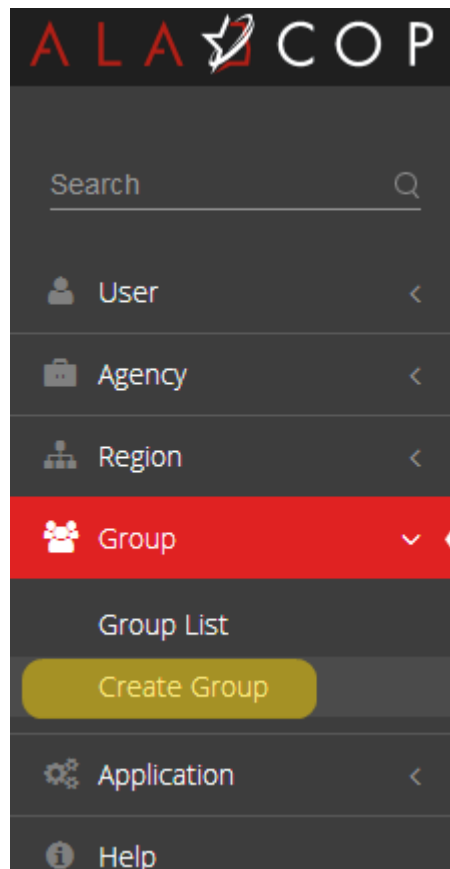 ALACOP
Search
User
Agency
Region
Group
Group List
Create Group
Application
Help